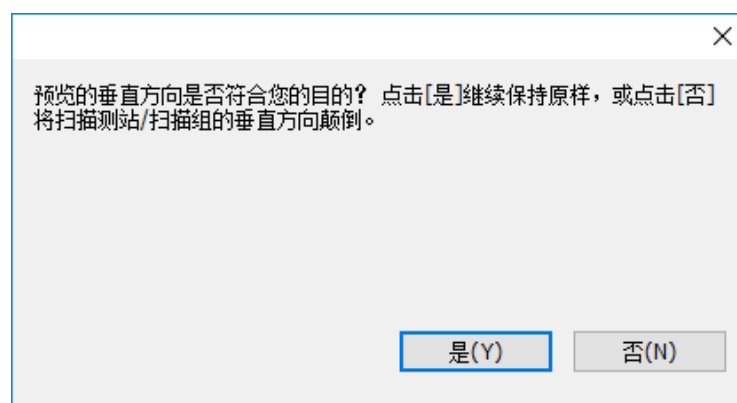 预览的垂直方向是否符合您的目的? 点击[是]继续保持原样，或点击[否]
将扫描测站/扫描组的垂直方向颠倒。
是(Y)
否(N)